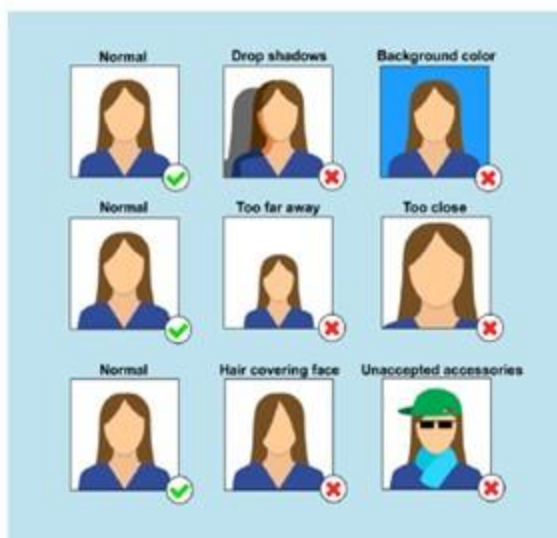 Normal
Drop shadows
Background color
Normal
Too far away
Too close
Normal
Hair covering face
Unaccepted accessories